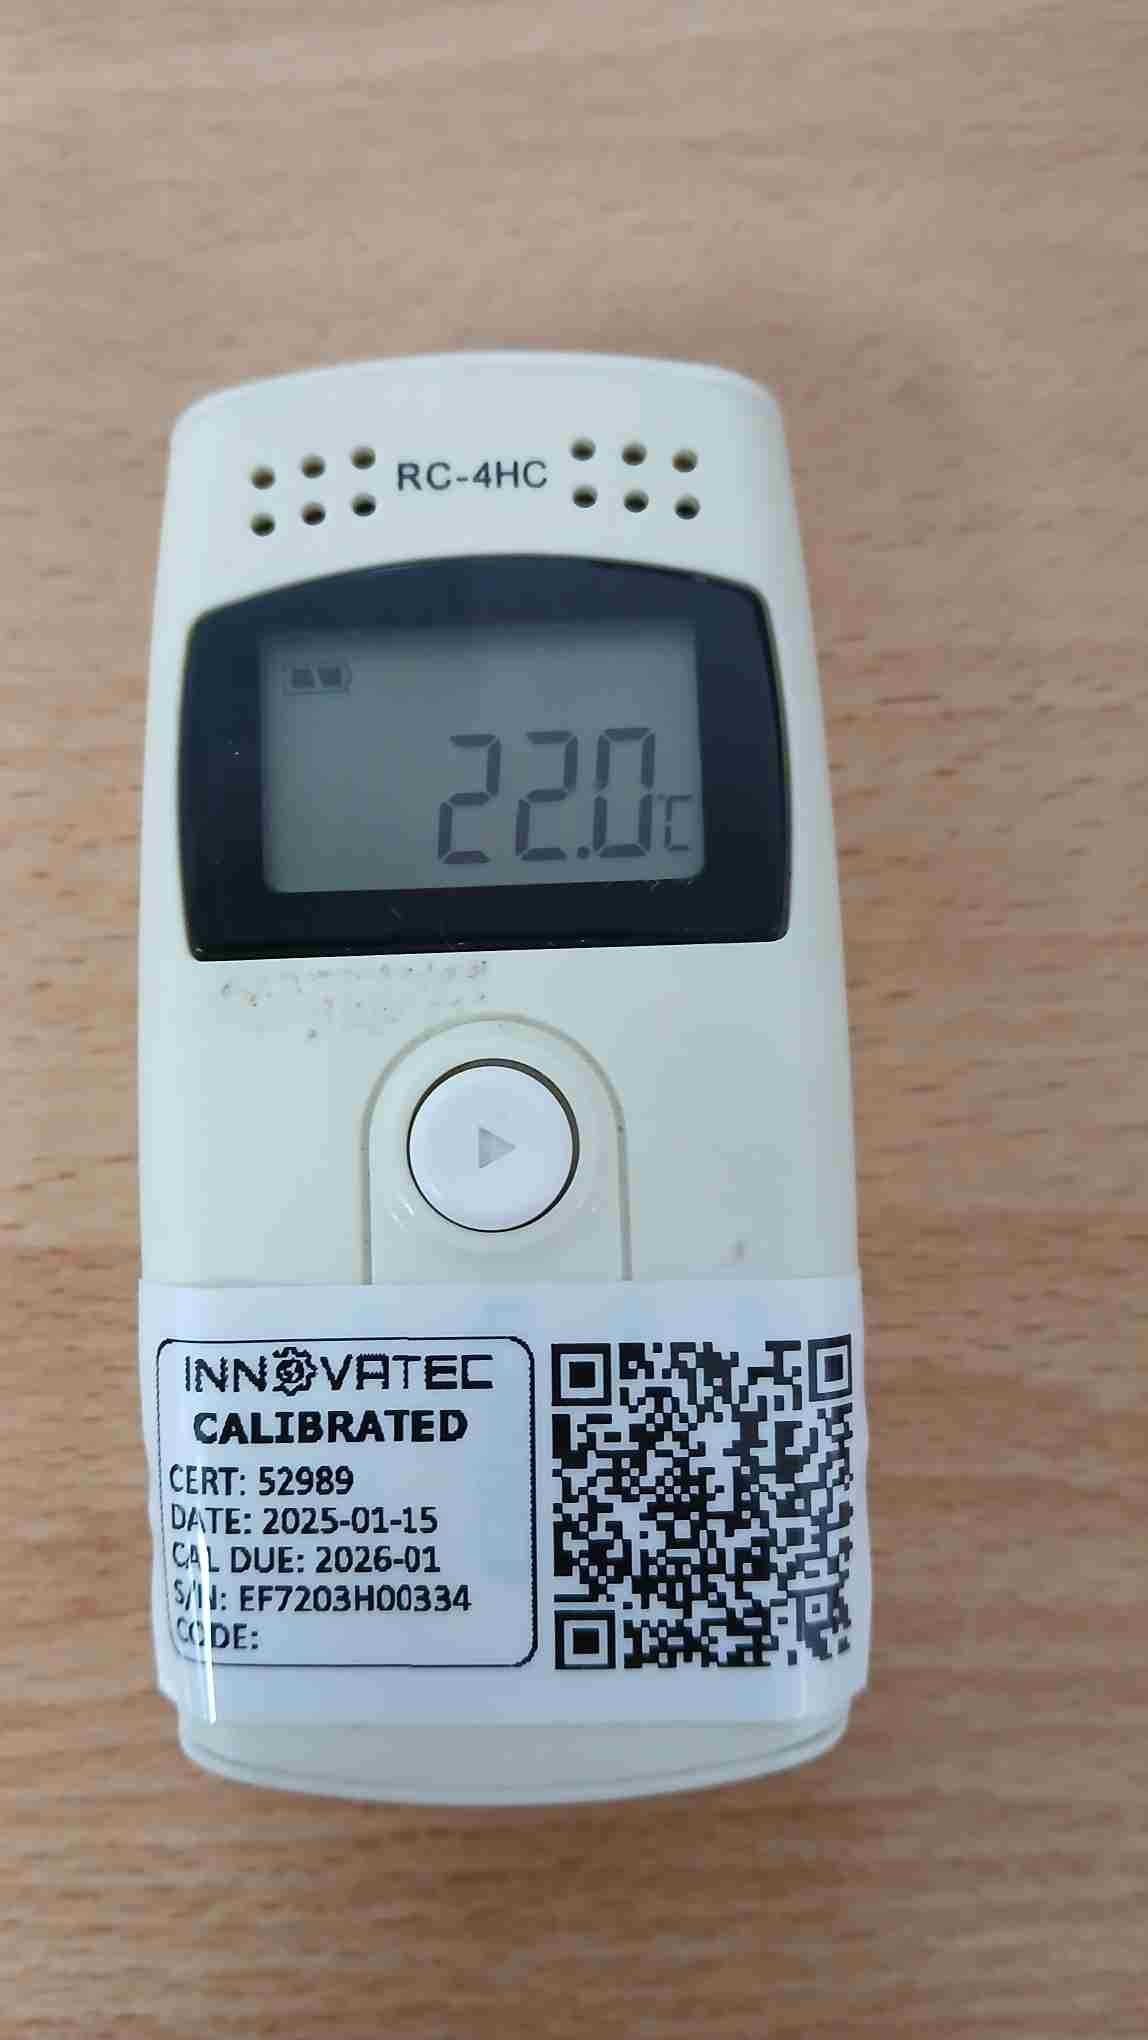 RC-4HC
22.0°C
INNOVATEC
CALIBRATED
CERT: 52989
DATE: 2025-01-15
CAL DUE: 2026-01
S/N: EF7203H00334
CODE: